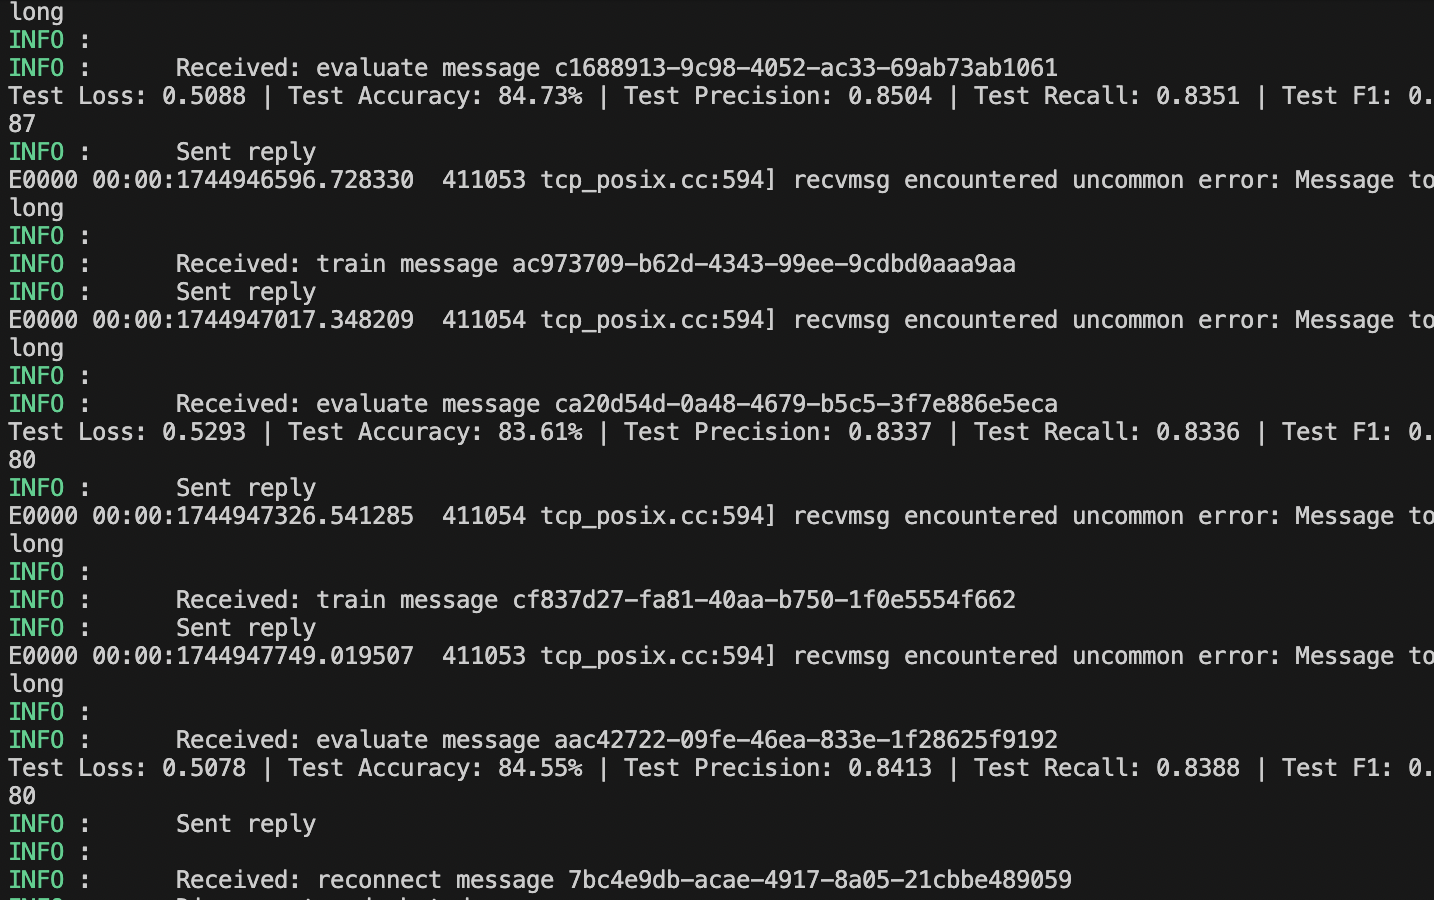 long
INFO :
INFO :      Received: evaluate message c1688913-9c98-4052-ac33-69ab73ab1061
Test Loss: 0.5088 | Test Accuracy: 84.73% | Test Precision: 0.8504 | Test Recall: 0.8351 | Test F1: 0.
87
INFO :      Sent reply
E0000 00:00:1744946596.728330  411053 tcp_posix.cc:594] recvmsg encountered uncommon error: Message to
long
INFO :
INFO :      Received: train message ac973709-b62d-4343-99ee-9cdbd0aaa9aa
INFO :      Sent reply
E0000 00:00:1744947017.348209  411054 tcp_posix.cc:594] recvmsg encountered uncommon error: Message to
long
INFO :
INFO :      Received: evaluate message ca20d54d-0a48-4679-b5c5-3f7e886e5eca
Test Loss: 0.5293 | Test Accuracy: 83.61% | Test Precision: 0.8337 | Test Recall: 0.8336 | Test F1: 0.
80
INFO :      Sent reply
E0000 00:00:1744947326.541285  411054 tcp_posix.cc:594] recvmsg encountered uncommon error: Message to
long
INFO :
INFO :      Received: train message cf837d27-fa81-40aa-b750-1f0e5554f662
INFO :      Sent reply
E0000 00:00:1744947749.019507  411053 tcp_posix.cc:594] recvmsg encountered uncommon error: Message to
long
INFO :
INFO :      Received: evaluate message aac42722-09fe-46ea-833e-1f28625f9192
Test Loss: 0.5078 | Test Accuracy: 84.55% | Test Precision: 0.8413 | Test Recall: 0.8388 | Test F1: 0.
80
INFO :      Sent reply
INFO :
INFO :      Received: reconnect message 7bc4e9db-acae-4917-8a05-21cbbe489059